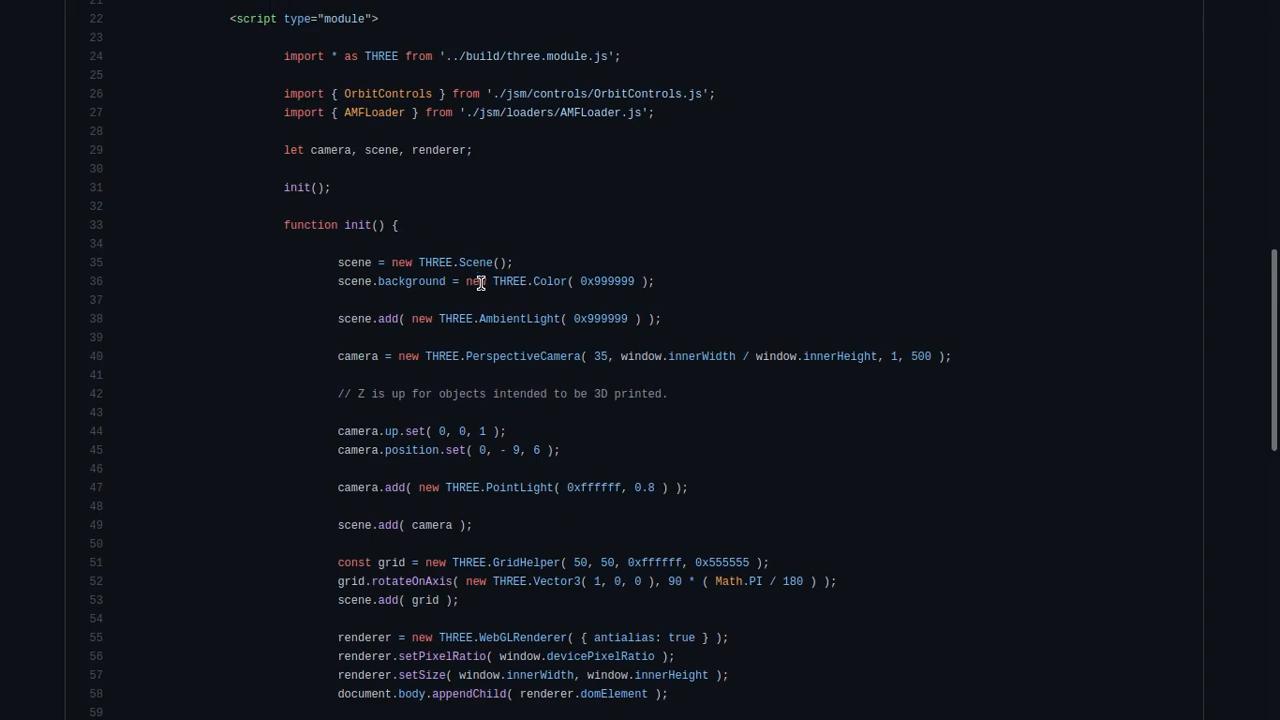 21
22 <script type="module">
23
24 import * as THREE from '../build/three.module.js';
25
26 import { OrbitControls } from './jsm/controls/OrbitControls.js';
27 import { AMFLoader } from './jsm/loaders/AMFLoader.js';
28
29 let camera, scene, renderer;
30
31 init();
32
33 function init() {
34
35 scene = new THREE.Scene();
36 scene.background = new THREE.Color( 0x999999 );
37
38 scene.add( new THREE.AmbientLight( 0x999999 ) );
39
40 camera = new THREE.PerspectiveCamera( 35, window.innerWidth / window.innerHeight, 1, 500 );
41
42 // Z is up for objects intended to be 3D printed.
43
44 camera.up.set( 0, 0, 1 );
45 camera.position.set( 0, - 9, 6 );
46
47 camera.add( new THREE.PointLight( 0xffffff, 0.8 ) );
48
49 scene.add( camera );
50
51 const grid = new THREE.GridHelper( 50, 50, 0xffffff, 0x555555 );
52 grid.rotateOnAxis( new THREE.Vector3( 1, 0, 0 ), 90 * ( Math.PI / 180 ) );
53 scene.add( grid );
54
55 renderer = new THREE.WebGLRenderer( { antialias: true } );
56 renderer.setPixelRatio( window.devicePixelRatio );
57 renderer.setSize( window.innerWidth, window.innerHeight );
58 document.body.appendChild( renderer.domElement );
59